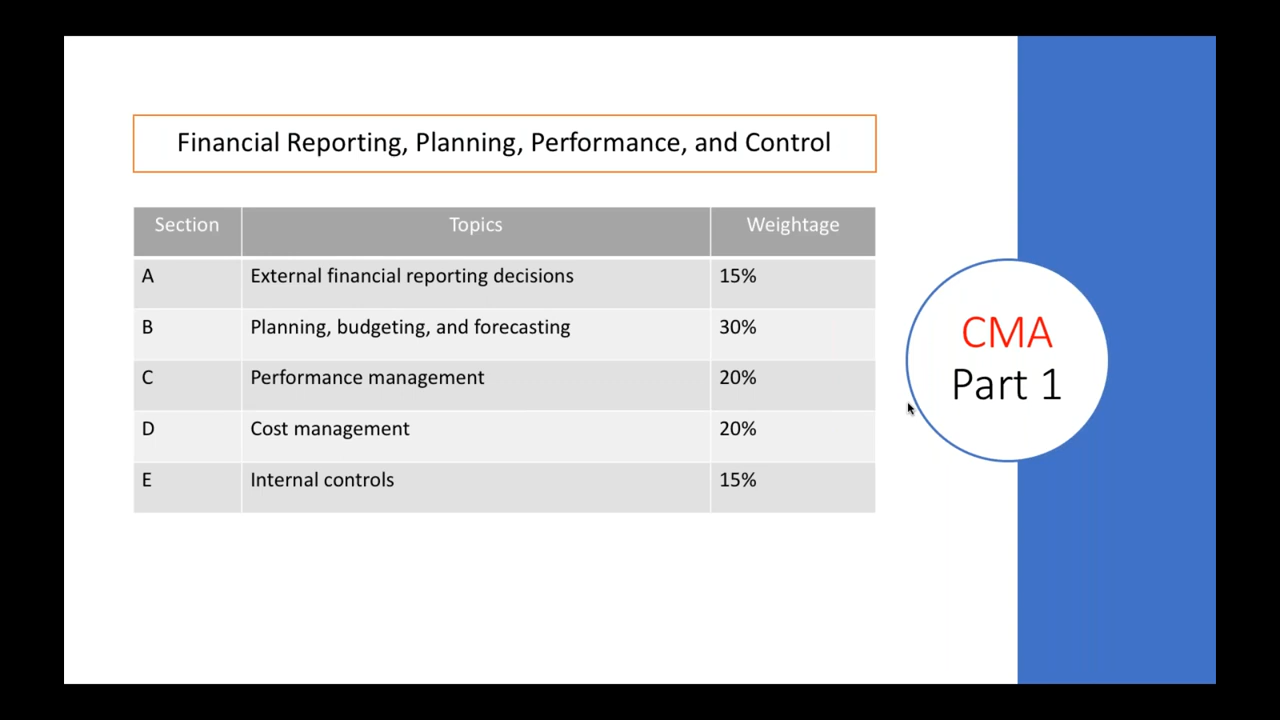 Financial Reporting, Planning, Performance, and Control
Section Topics Weightage
A External financial reporting decisions 15%
B Planning, budgeting, and forecasting 30%
C Performance management 20%
D Cost management 20%
E Internal controls 15%
CMA
Part 1